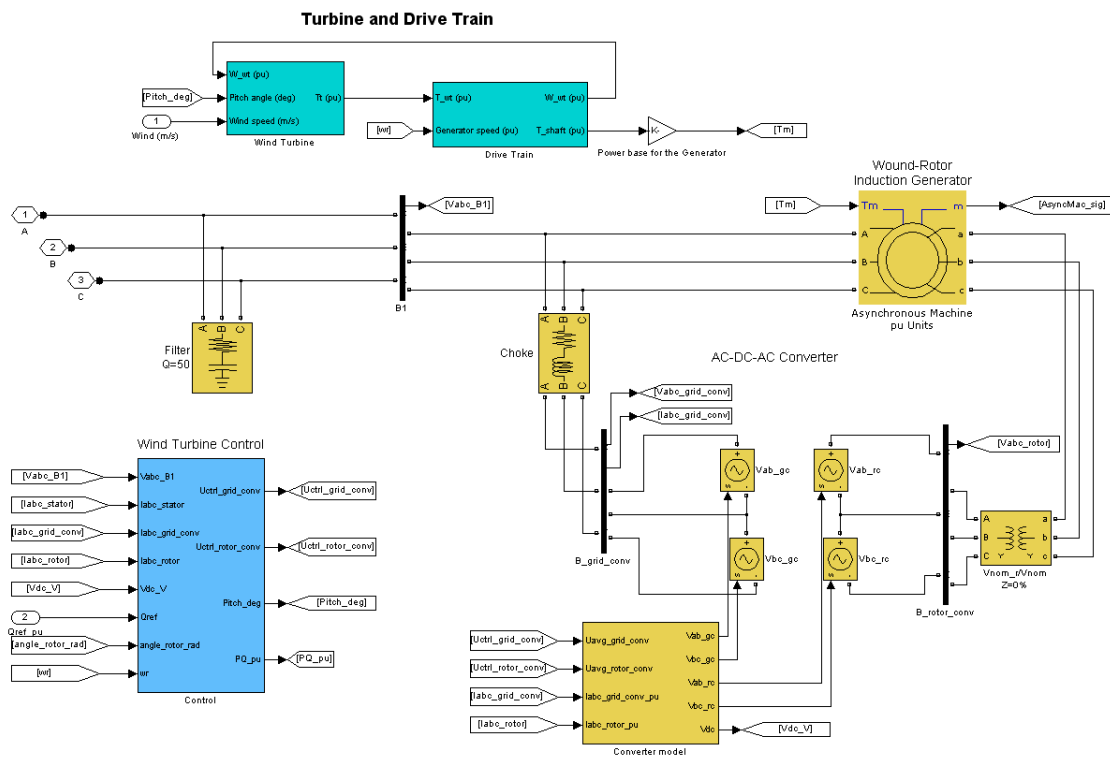 Turbine and Drive Train
W_wt (pu)
[Pitch_deg]
Pitch angle (deg)
Tt (pu)
1
Wind speed (m/s)
Wind (m/s)
Wind Turbine
T_wt (pu)
W_wt (pu)
[wr]
Generator speed (pu)
T_shaft (pu)
K-
[Tm]
Drive Train
Power base for the Generator
Wound-Rotor
Induction Generator
1
A
2
B
3
C
[Vabc_B1]
B1
[Tm]
Tm
m
[AsyncMac_sig]
A
a
B
b
C
c
Asynchronous Machine
pu Units
A
B
C
Filter
Q=50
A
B
C
Choke
A
B
C
AC-DC-AC Converter
[Vabc_grid_conv]
[Iabc_grid_conv]
B_grid_conv
+
s
-
Vab_gc
+
s
-
Vbc_gc
+
s
-
Vab_rc
+
s
-
Vbc_rc
[Vabc_rotor]
B_rotor_conv
A
a
B
b
C
c
Y
Y
Vnom_r/Vnom
Z=0%
Wind Turbine Control
[Vabc_B1]
Vabc_B1
[Iabc_stator]
Iabc_stator
[Iabc_grid_conv]
Iabc_grid_conv
[Iabc_rotor]
Iabc_rotor
[Vdc_V]
Vdc_V
2
Qref
Qref_pu
[angle_rotor_rad]
angle_rotor_rad
[wr]
wr
Uctrl_grid_conv
[Uctrl_grid_conv]
Uctrl_rotor_conv
[Uctrl_rotor_conv]
Pitch_deg
[Pitch_deg]
PQ_pu
[PQ_pu]
Control
[Uctrl_grid_conv]
Uavg_grid_conv
[Uctrl_rotor_conv]
Uavg_rotor_conv
[Iabc_grid_conv]
Iabc_grid_conv_pu
[Iabc_rotor]
Iabc_rotor_pu
Vab_gc
Vbc_gc
Vab_rc
Vbc_rc
Vdc
[Vdc_V]
Converter model